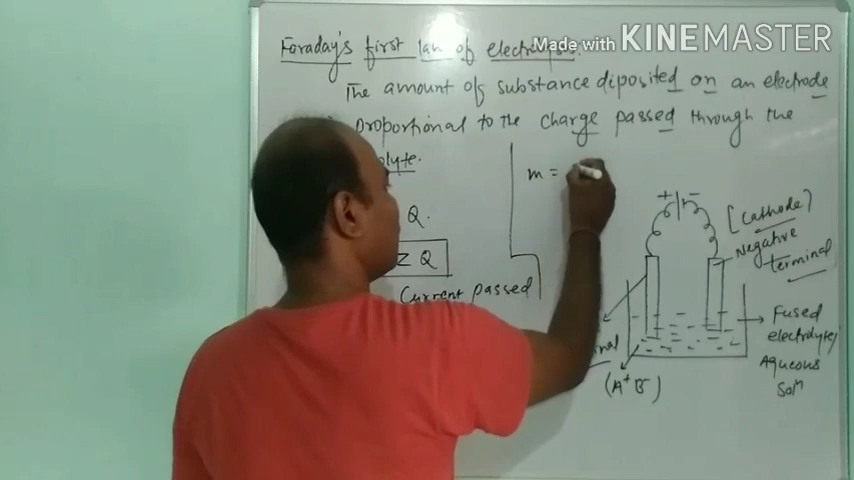 Faraday's first law of electrolysis.
Made with KINEMASTER
The amount of substance diposited on an electrode
proportional to the charge passed through the
Q.
m =
Z Q
Current passed
+ -
[Cathode)
Negative
terminal
Fused
electrolyte/
Aqueous
Solⁿ
(A⁺ B⁻)